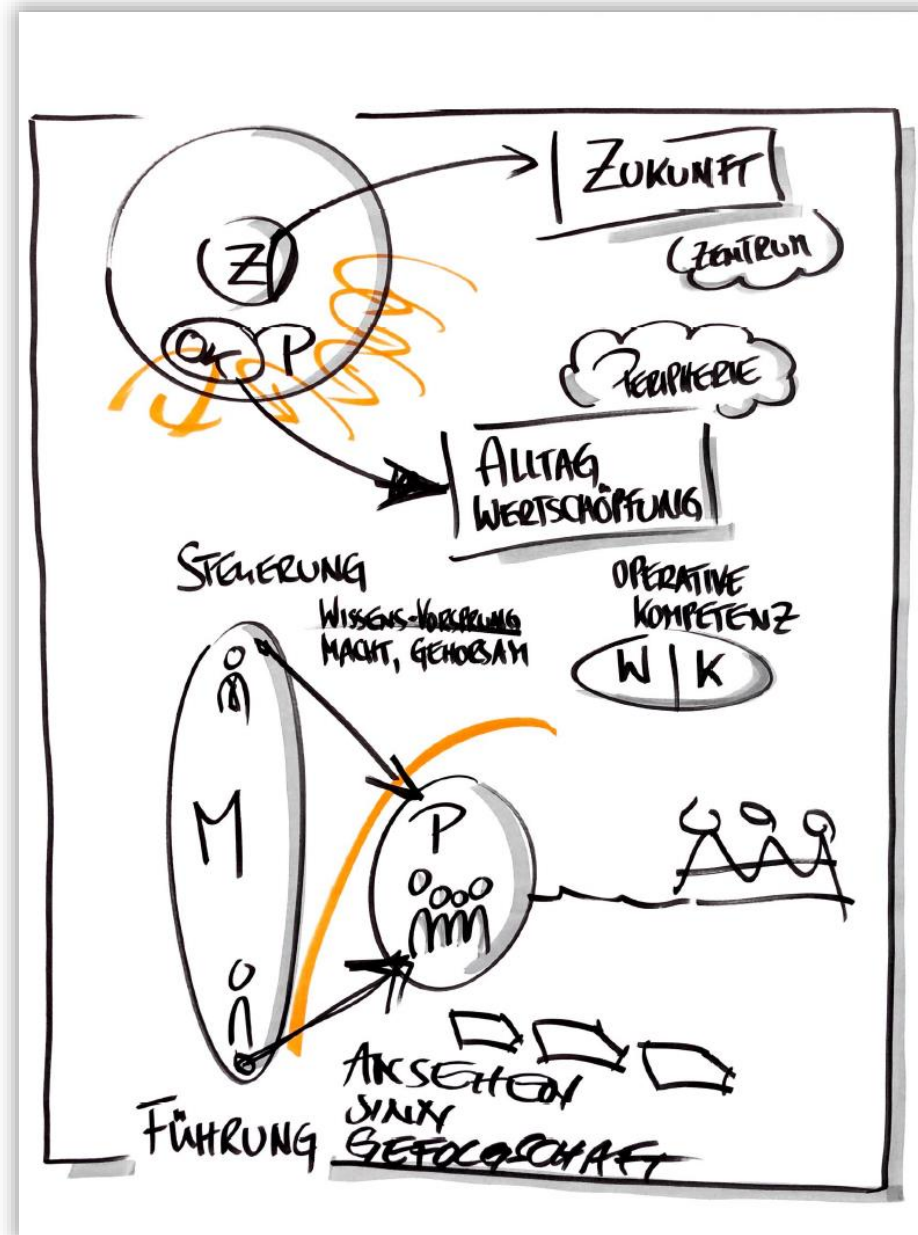 ZUKUNFT
Z
ZENTRUM
OK P
PERIPHERIE
ALLTAG
WERTSCHÖPFUNG
STEUERUNG
WISSENS-VORSPRUNG
MACHT, GEHORSAM
OPERATIVE
KOMPETENZ
W | K
M
P
ANSEHEN
SINN
GEFOLGSCHAFT
FÜHRUNG